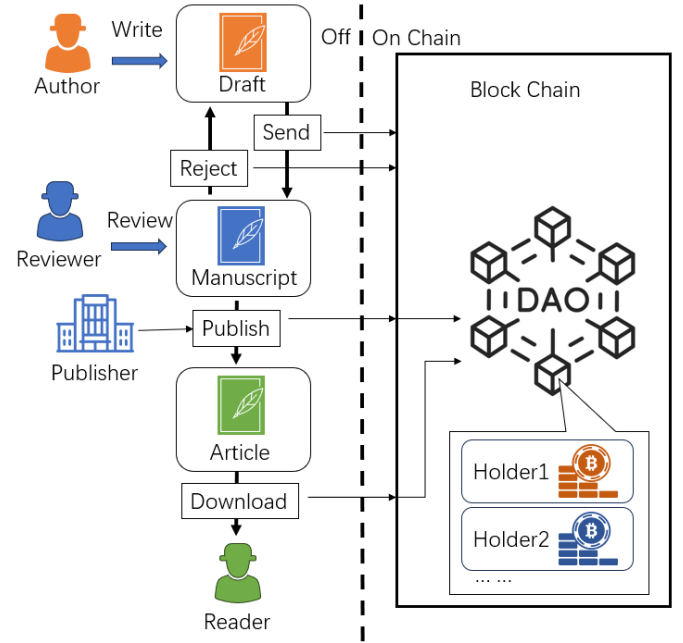 Write
Off
On Chain
Author
Draft
Block Chain
Send
Reject
Review
Reviewer
Manuscript
DAO
Publish
Publisher
Article
Holder1
Download
Holder2
... ...
Reader